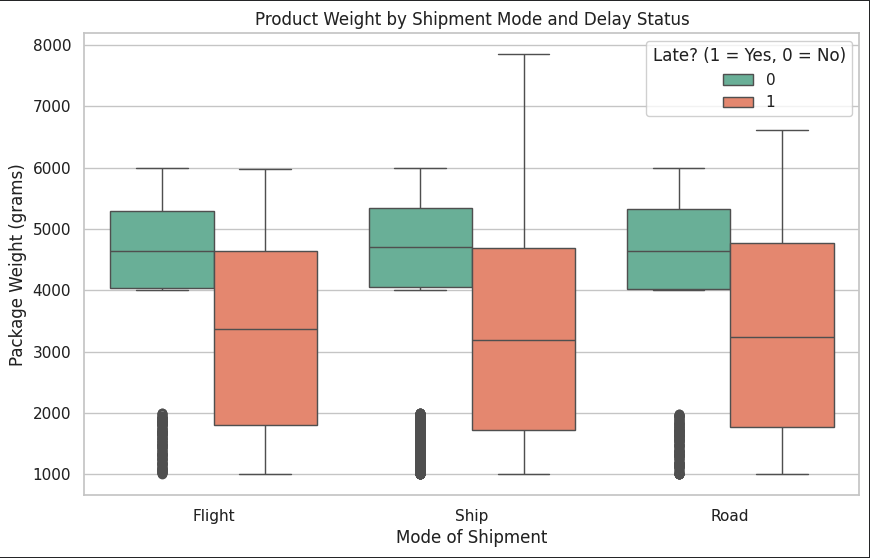 Product Weight by Shipment Mode and Delay Status
Late? (1 = Yes, 0 = No)
0
1
Package Weight (grams)
8000
7000
6000
5000
4000
3000
2000
1000
Flight Ship Road
Mode of Shipment